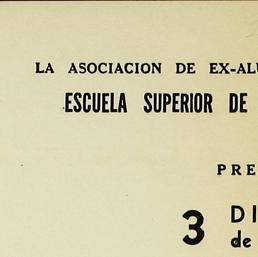 LA ASOCIACION DE EX-ALU
ESCUELA SUPERIOR DE
PRE
3 DI
de